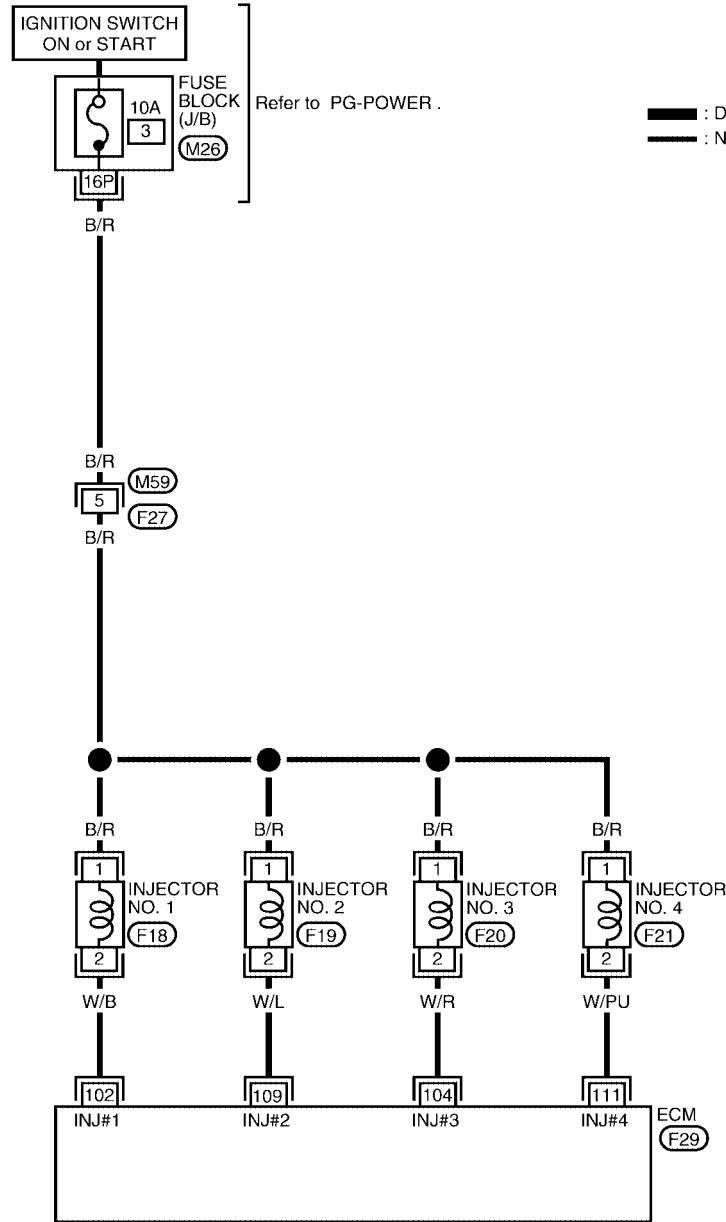 IGNITION SWITCH
ON or START
FUSE
BLOCK
(J/B)
10A
3
M26
Refer to PG-POWER .
: D
: N
16P
B/R
B/R
M59
5
F27
B/R
B/R B/R B/R B/R
1 1 1 1
INJECTOR
NO. 1
F18
INJECTOR
NO. 2
F19
INJECTOR
NO. 3
F20
INJECTOR
NO. 4
F21
2 2 2 2
W/B W/L W/R W/PU
102 109 104 111
INJ#1 INJ#2 INJ#3 INJ#4
ECM
F29